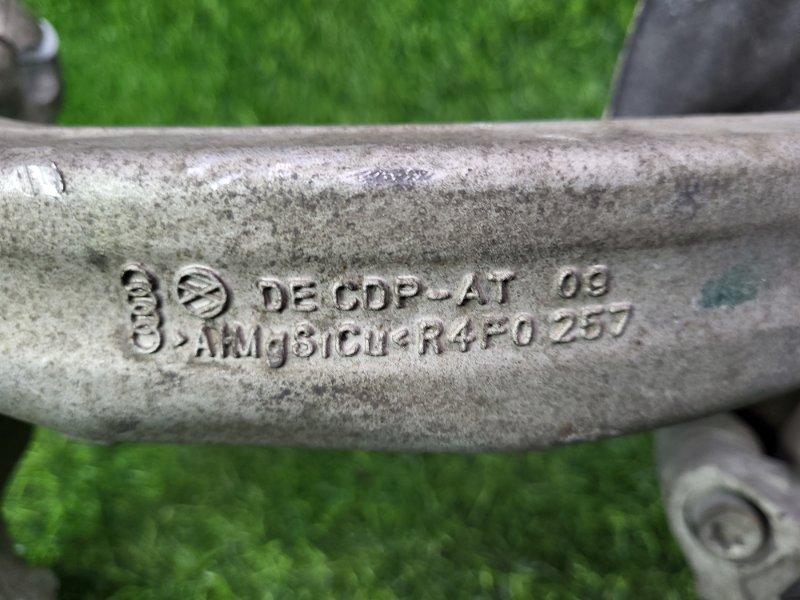 DE CDP-AT 09
>AlMgSiCu< R4F0 257